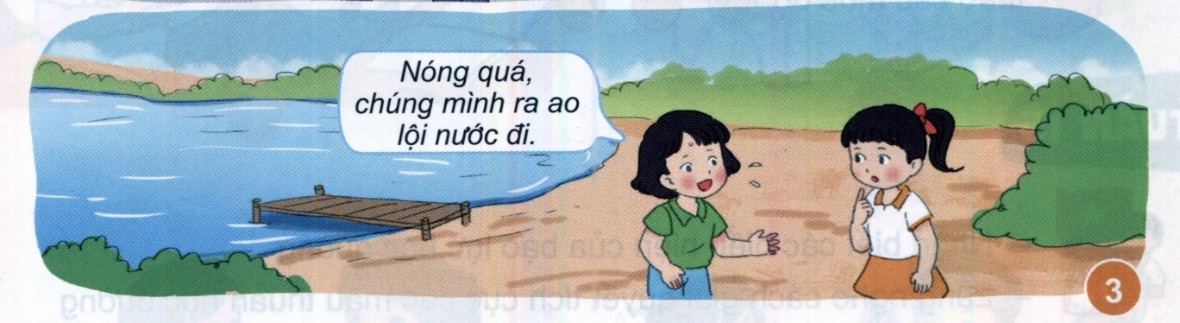 Nóng quá,
chúng mình ra ao
lội nước đi.
3